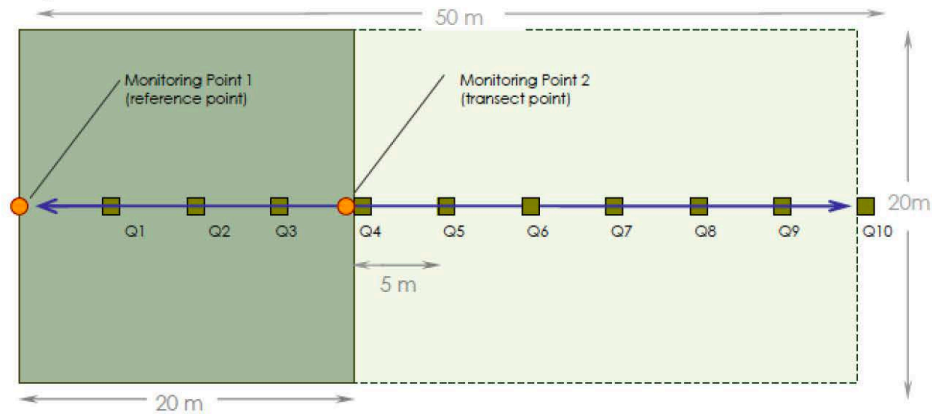 50 m
Monitoring Point 1
(reference point)
Monitoring Point 2
(transect point)
20m
Q1 Q2 Q3 Q4 Q5 Q6 Q7 Q8 Q9 Q10
5 m
20 m